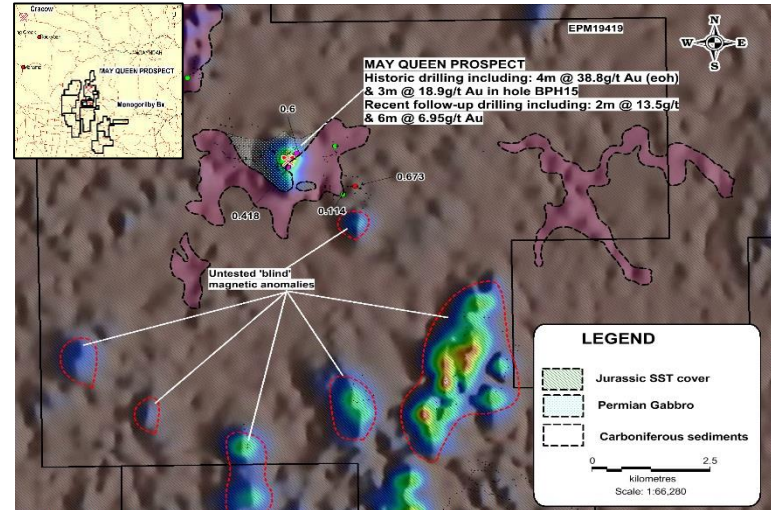 Cracow
MAY QUEEN PROSPECT
EPM19419
N
W E
S
MAY QUEEN PROSPECT
Historic drilling including: 4m @ 38.8g/t Au (eoh)
& 3m @ 18.9g/t Au in hole BPH15
Recent follow-up drilling including: 2m @ 13.5g/t
& 6m @ 6.95g/t Au
0.6
0.673
0.418
0.114
Untested 'blind'
magnetic anomalies
LEGEND
Jurassic SST cover
Permian Gabbro
Carboniferous sediments
0 2.5
kilometres
Scale: 1:66,280